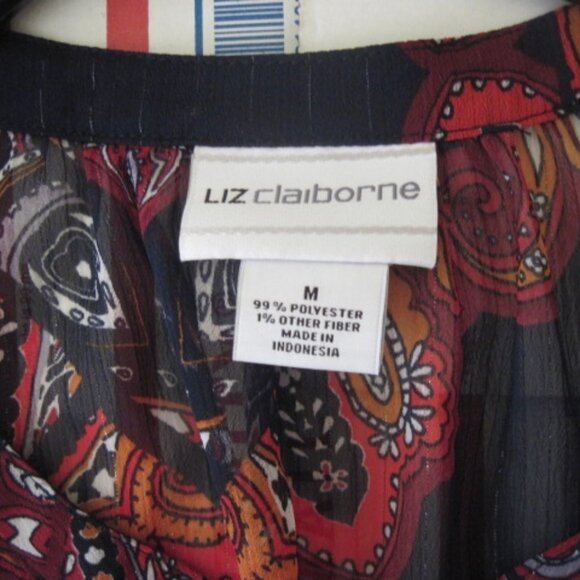 LIZ claiborne
M
99% POLYESTER
1% OTHER FIBER
MADE IN
INDONESIA